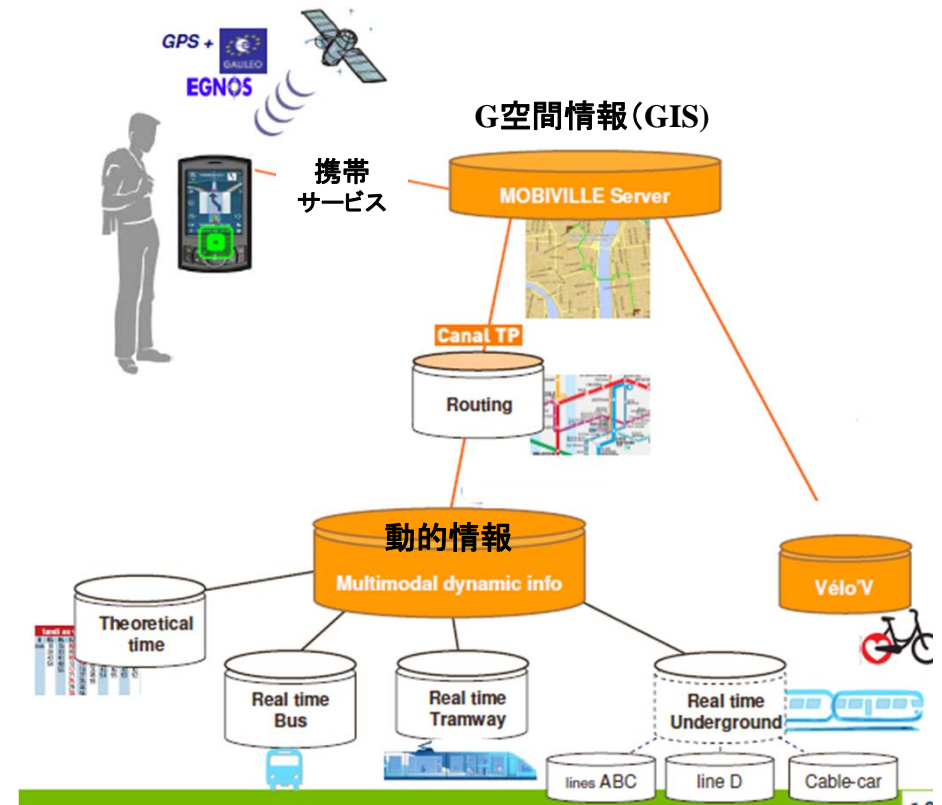 GPS +
GALILEO
EGNOS
G空間情報(GIS)
携帯
サービス
MOBIVILLE Server
Canal TP
Routing
動的情報
Multimodal dynamic info
Vélo'V
Theoretical
time
Real time
Bus
Real time
Tramway
Real time
Underground
lines ABC
line D
Cable-car